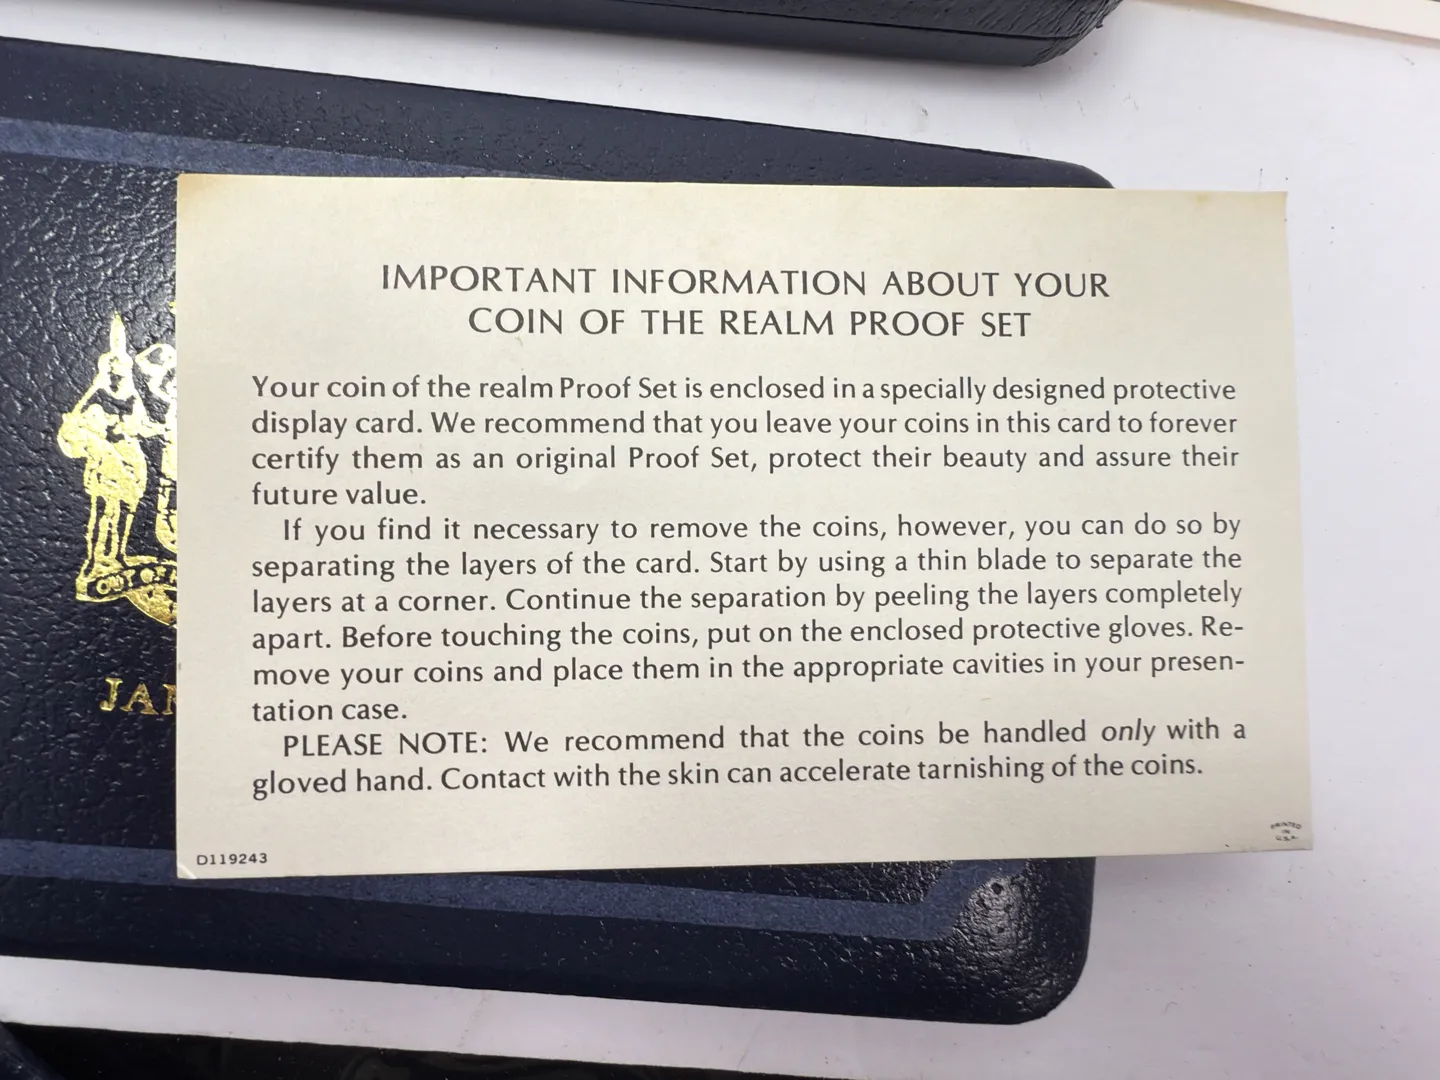 IMPORTANT INFORMATION ABOUT YOUR
COIN OF THE REALM PROOF SET
Your coin of the realm Proof Set is enclosed in a specially designed protective
display card. We recommend that you leave your coins in this card to forever
certify them as an original Proof Set, protect their beauty and assure their
future value.
If you find it necessary to remove the coins, however, you can do so by
separating the layers of the card. Start by using a thin blade to separate the
layers at a corner. Continue the separation by peeling the layers completely
apart. Before touching the coins, put on the enclosed protective gloves. Re-
move your coins and place them in the appropriate cavities in your presen-
tation case.
PLEASE NOTE: We recommend that the coins be handled only with a
gloved hand. Contact with the skin can accelerate tarnishing of the coins.
D119243
PRINTED
IN
U.S.A.
OUT OF
JAM